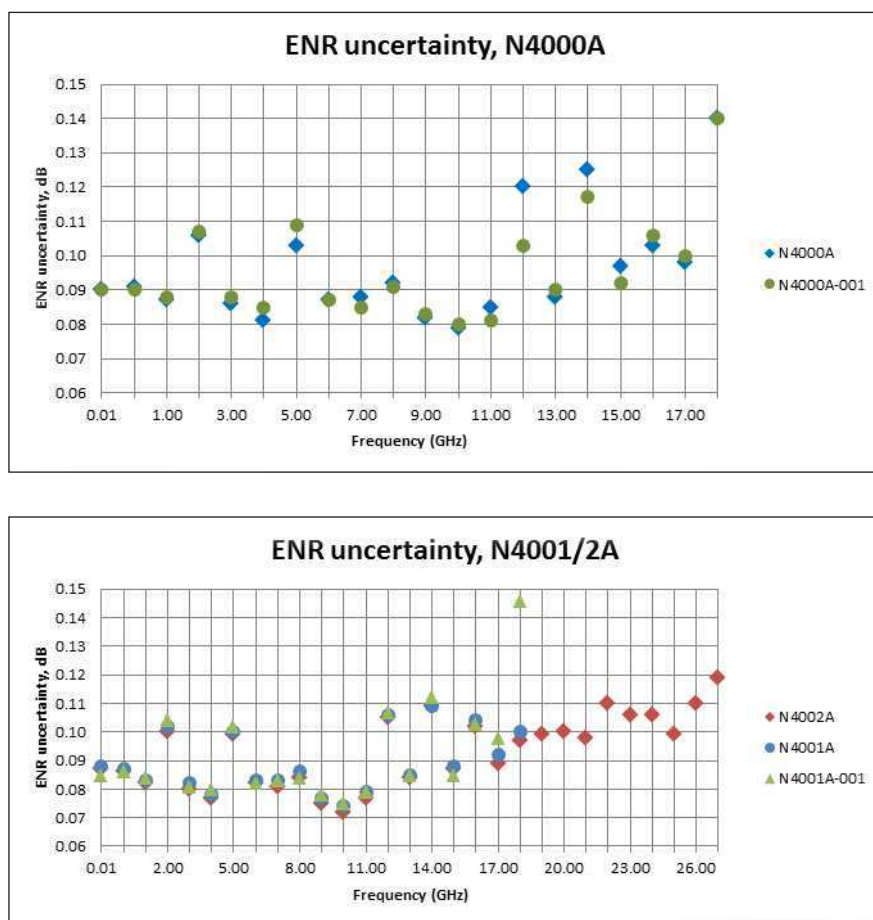 ENR uncertainty, N4000A
ENR uncertainty, dB
0.15
0.14
0.13
0.12
0.11
0.10
0.09
0.08
0.07
0.06
0.01 1.00 3.00 5.00 7.00 9.00 11.00 13.00 15.00 17.00
Frequency (GHz)
N4000A
N4000A-001
ENR uncertainty, N4001/2A
ENR uncertainty, dB
0.15
0.14
0.13
0.12
0.11
0.10
0.09
0.08
0.07
0.06
0.01 2.00 5.00 8.00 11.00 14.00 17.00 20.00 23.00 26.00
Frequency (GHz)
N4002A
N4001A
N4001A-001